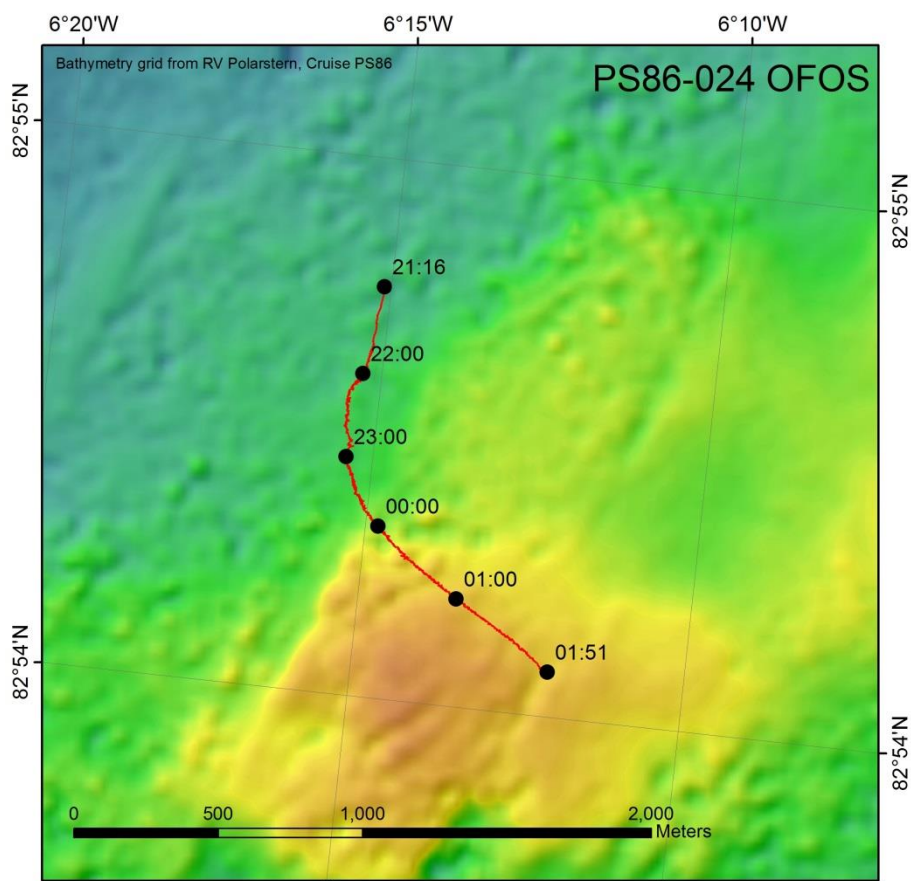 6°20'W
6°15'W
6°10'W
Bathymetry grid from RV Polarstern, Cruise PS86
PS86-024 OFOS
82°55'N
82°55'N
21:16
22:00
23:00
00:00
01:00
01:51
82°54'N
82°54'N
0
500
1,000
2,000
Meters